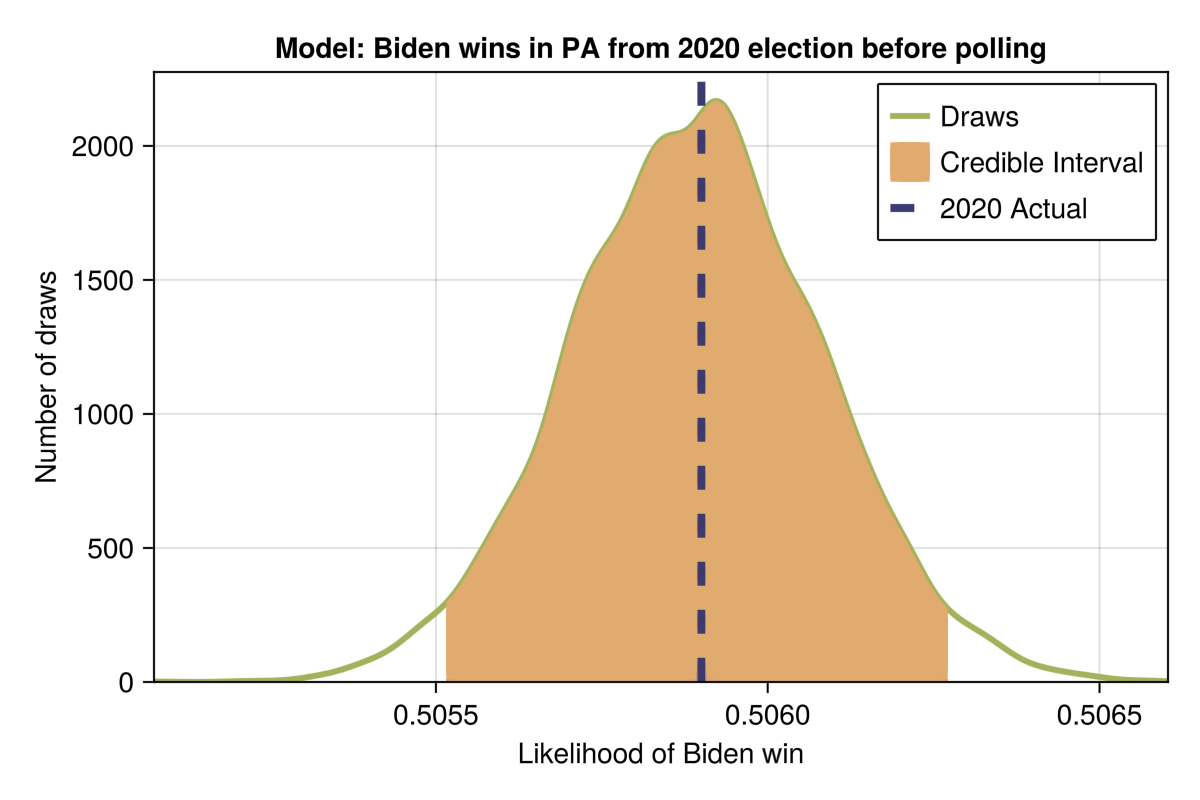 Model: Biden wins in PA from 2020 election before polling
Draws
Credible Interval
2020 Actual
Number of draws
2000
1500
1000
500
0
0.5055
0.5060
0.5065
Likelihood of Biden win